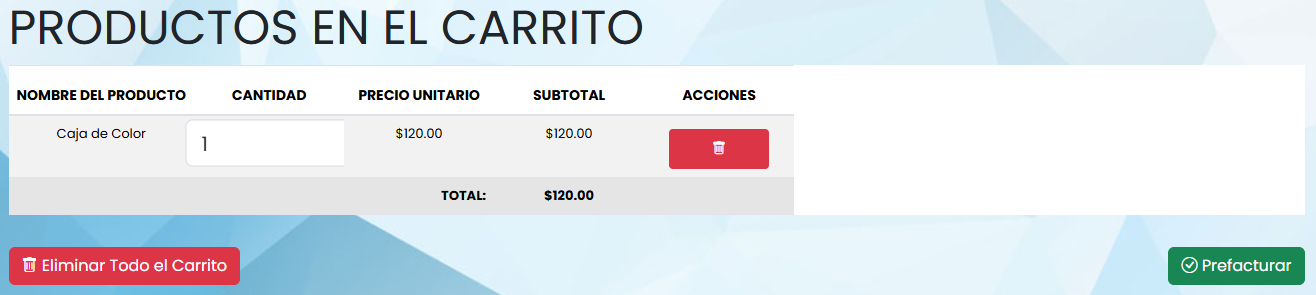 PRODUCTOS EN EL CARRITO
NOMBRE DEL PRODUCTO CANTIDAD PRECIO UNITARIO SUBTOTAL ACCIONES
Caja de Color 1 $120.00 $120.00
TOTAL: $120.00
Eliminar Todo el Carrito Prefacturar